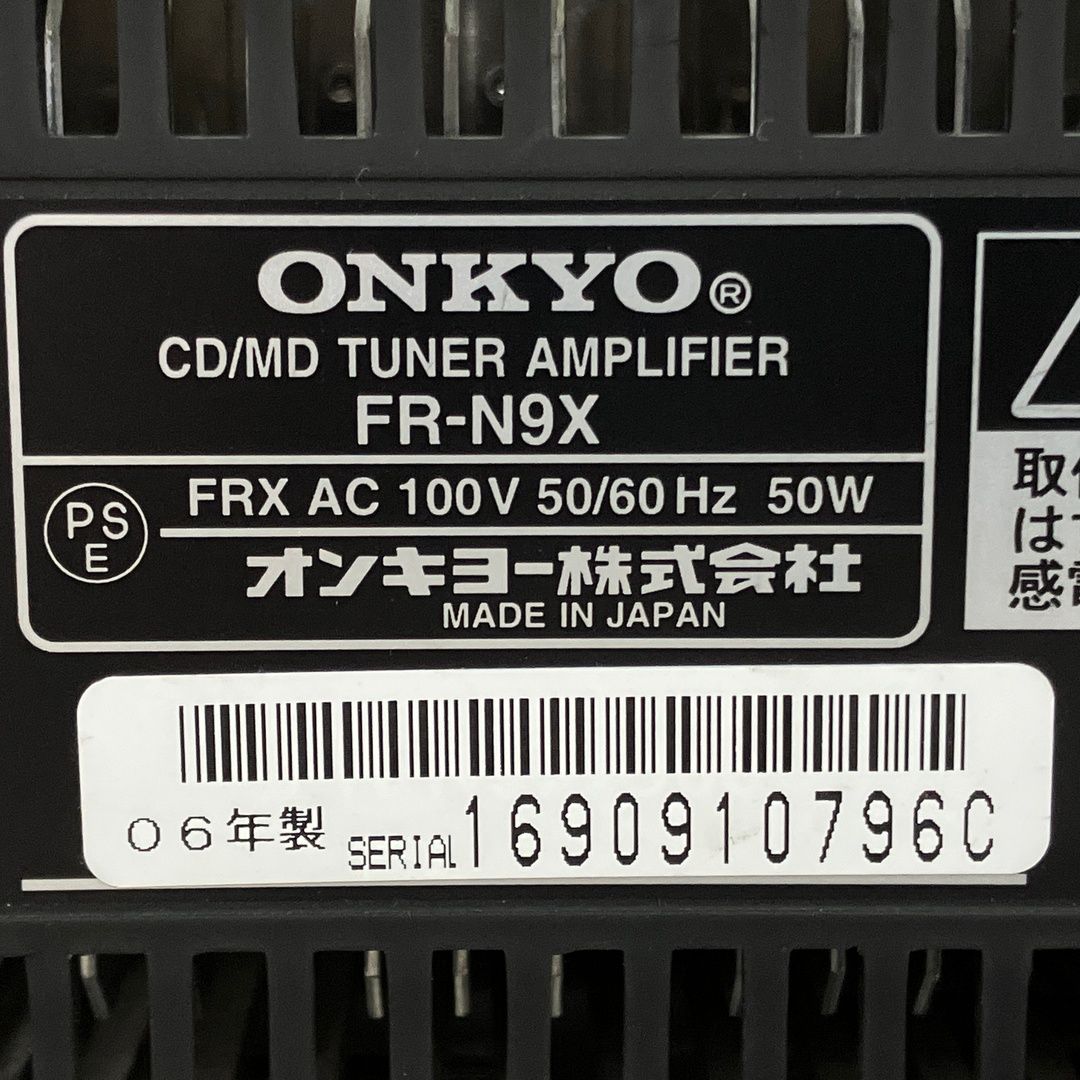 ONKYO®
CD/MD TUNER AMPLIFIER
FR-N9X
PS
E
FRX AC 100V 50/60Hz 50W
オンキヨー株式会社
MADE IN JAPAN
取
は
感
06年製 SERIAL 1690910796C